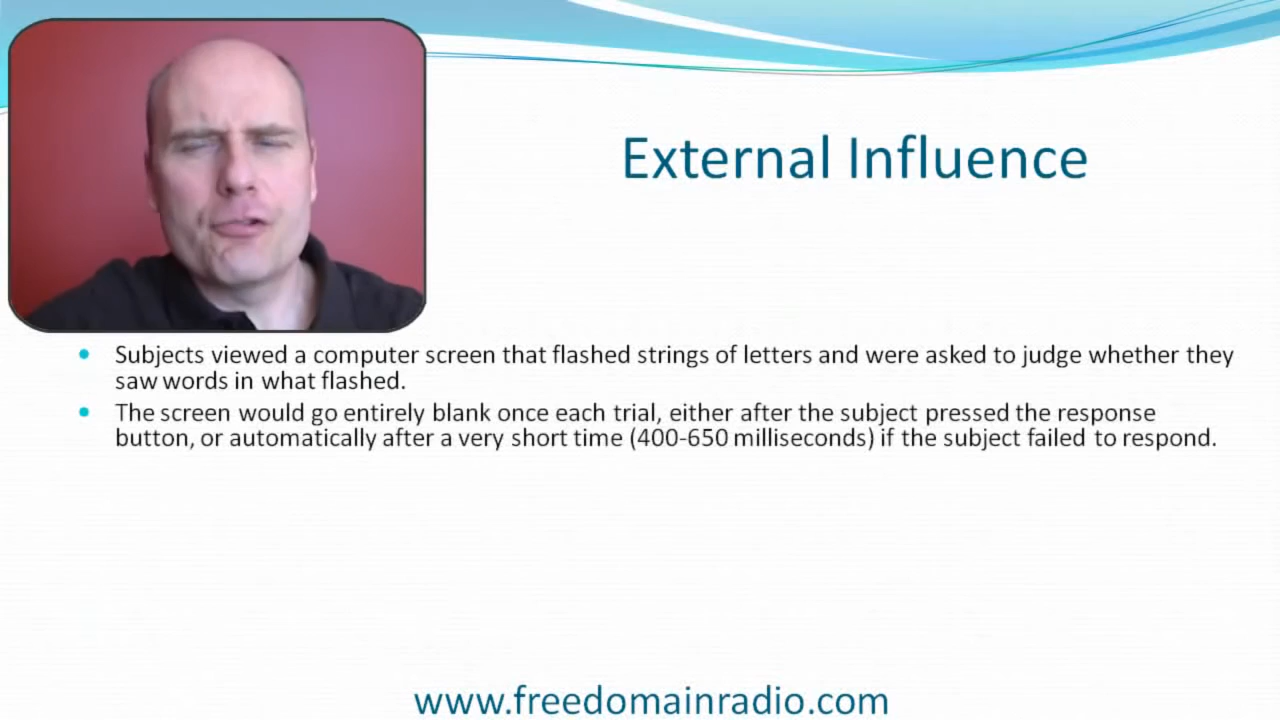 External Influence
Subjects viewed a computer screen that flashed strings of letters and were asked to judge whether they
saw words in what flashed.
The screen would go entirely blank once each trial, either after the subject pressed the response
button, or automatically after a very short time (400-650 milliseconds) if the subject failed to respond.
www.freedomainradio.com